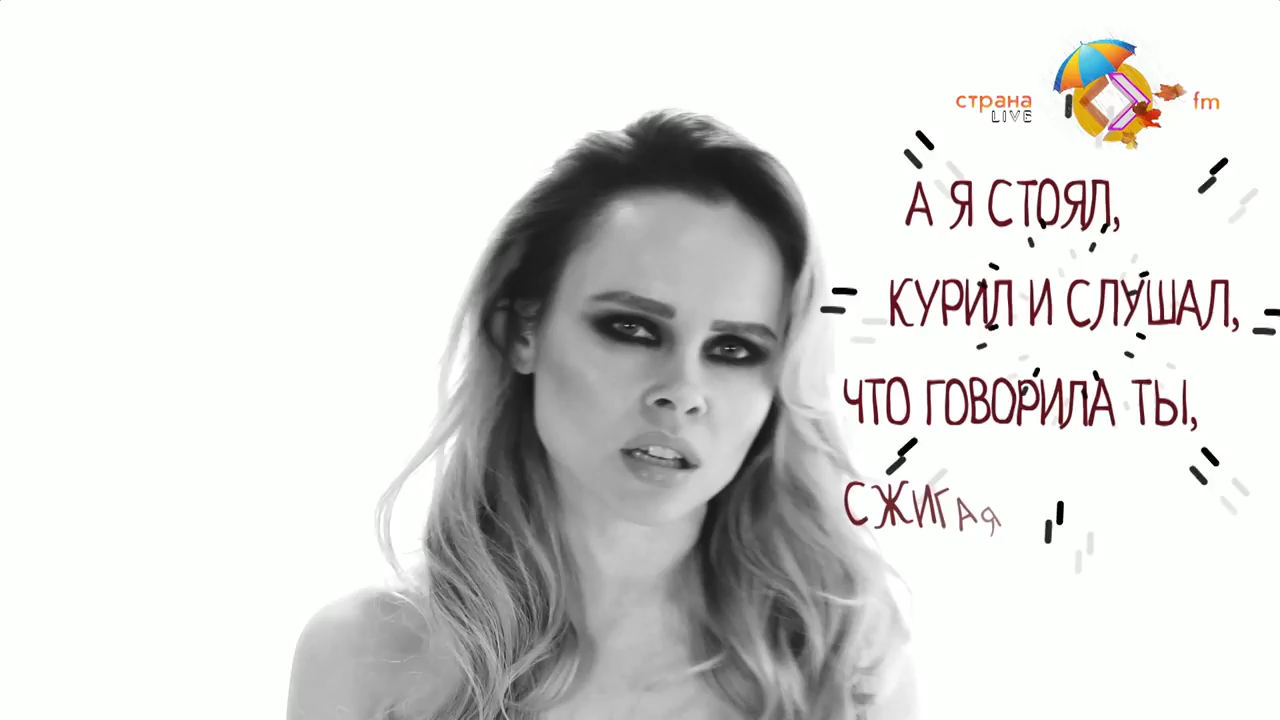 страна fm
LIVE
А Я СТОЯЛ,
КУРИЛ И СЛУШАЛ,
ЧТО ГОВОРИЛА ТЫ,
СЖИГАЯ